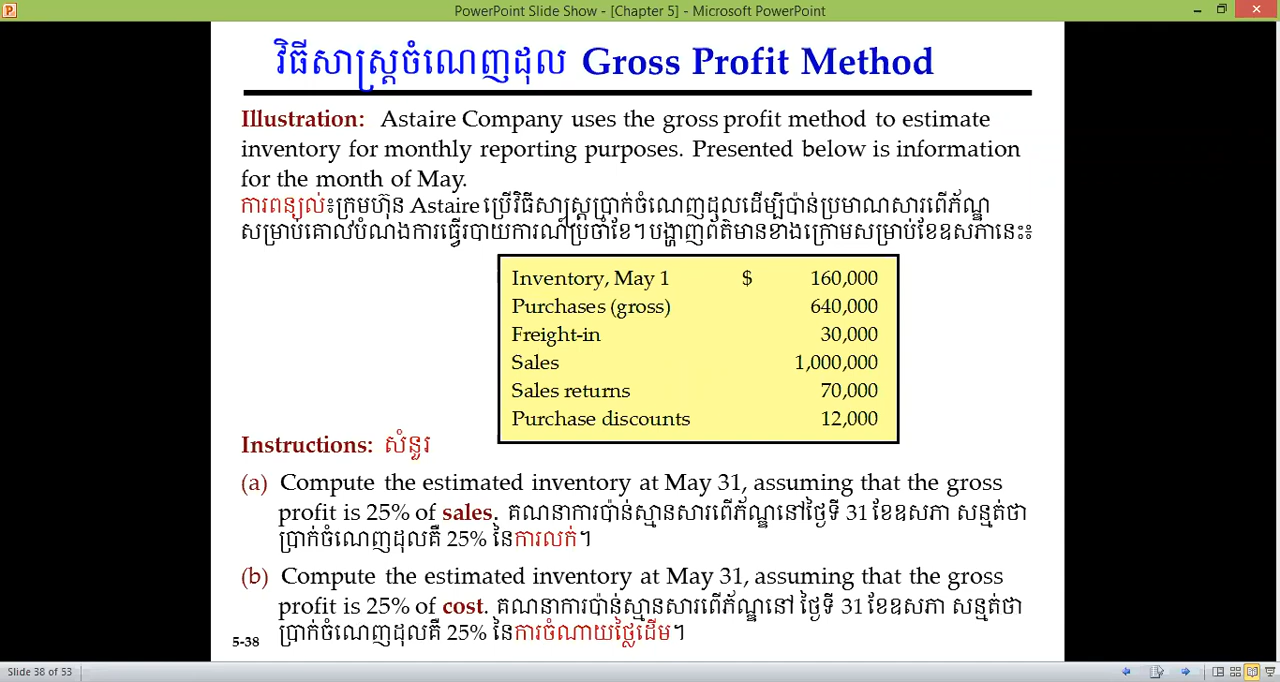 PowerPoint Slide Show - [Chapter 5] - Microsoft PowerPoint
វិធីសាស្ត្រចំណេញដុល Gross Profit Method
Illustration: Astaire Company uses the gross profit method to estimate
inventory for monthly reporting purposes. Presented below is information
for the month of May.
ការពន្យល់៖ក្រុមហ៊ុន Astaire ប្រើវិធីសាស្ត្រប្រាក់ចំណេញដុលដើម្បីប៉ាន់ប្រមាណសារពើភ័ណ្ឌ
សម្រាប់គោលបំណងការធ្វើរបាយការណ៍ប្រចាំខែ។ បង្ហាញព័ត៌មានខាងក្រោមសម្រាប់ខែឧសភានេះ៖
Inventory, May 1 $ 160,000
Purchases (gross) 640,000
Freight-in 30,000
Sales 1,000,000
Sales returns 70,000
Purchase discounts 12,000
Instructions: សំនួរ
(a) Compute the estimated inventory at May 31, assuming that the gross
profit is 25% of sales. គណនាការប៉ាន់ស្មានសារពើភ័ណ្ឌនៅថ្ងៃទី 31 ខែឧសភា សន្មត់ថា
ប្រាក់ចំណេញដុលគឺ 25% នៃការលក់។
(b) Compute the estimated inventory at May 31, assuming that the gross
profit is 25% of cost. គណនាការប៉ាន់ស្មានសារពើភ័ណ្ឌនៅ ថ្ងៃទី 31 ខែឧសភា សន្មត់ថា
ប្រាក់ចំណេញដុលគឺ 25% នៃការចំណាយថ្លៃដើម។
5-38
Slide 38 of 53